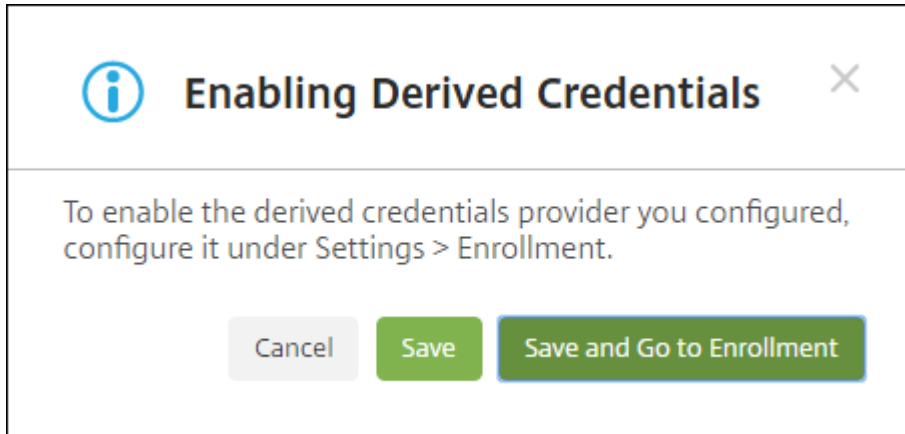 Enabling Derived Credentials
To enable the derived credentials provider you configured,
configure it under Settings > Enrollment.
Cancel
Save
Save and Go to Enrollment